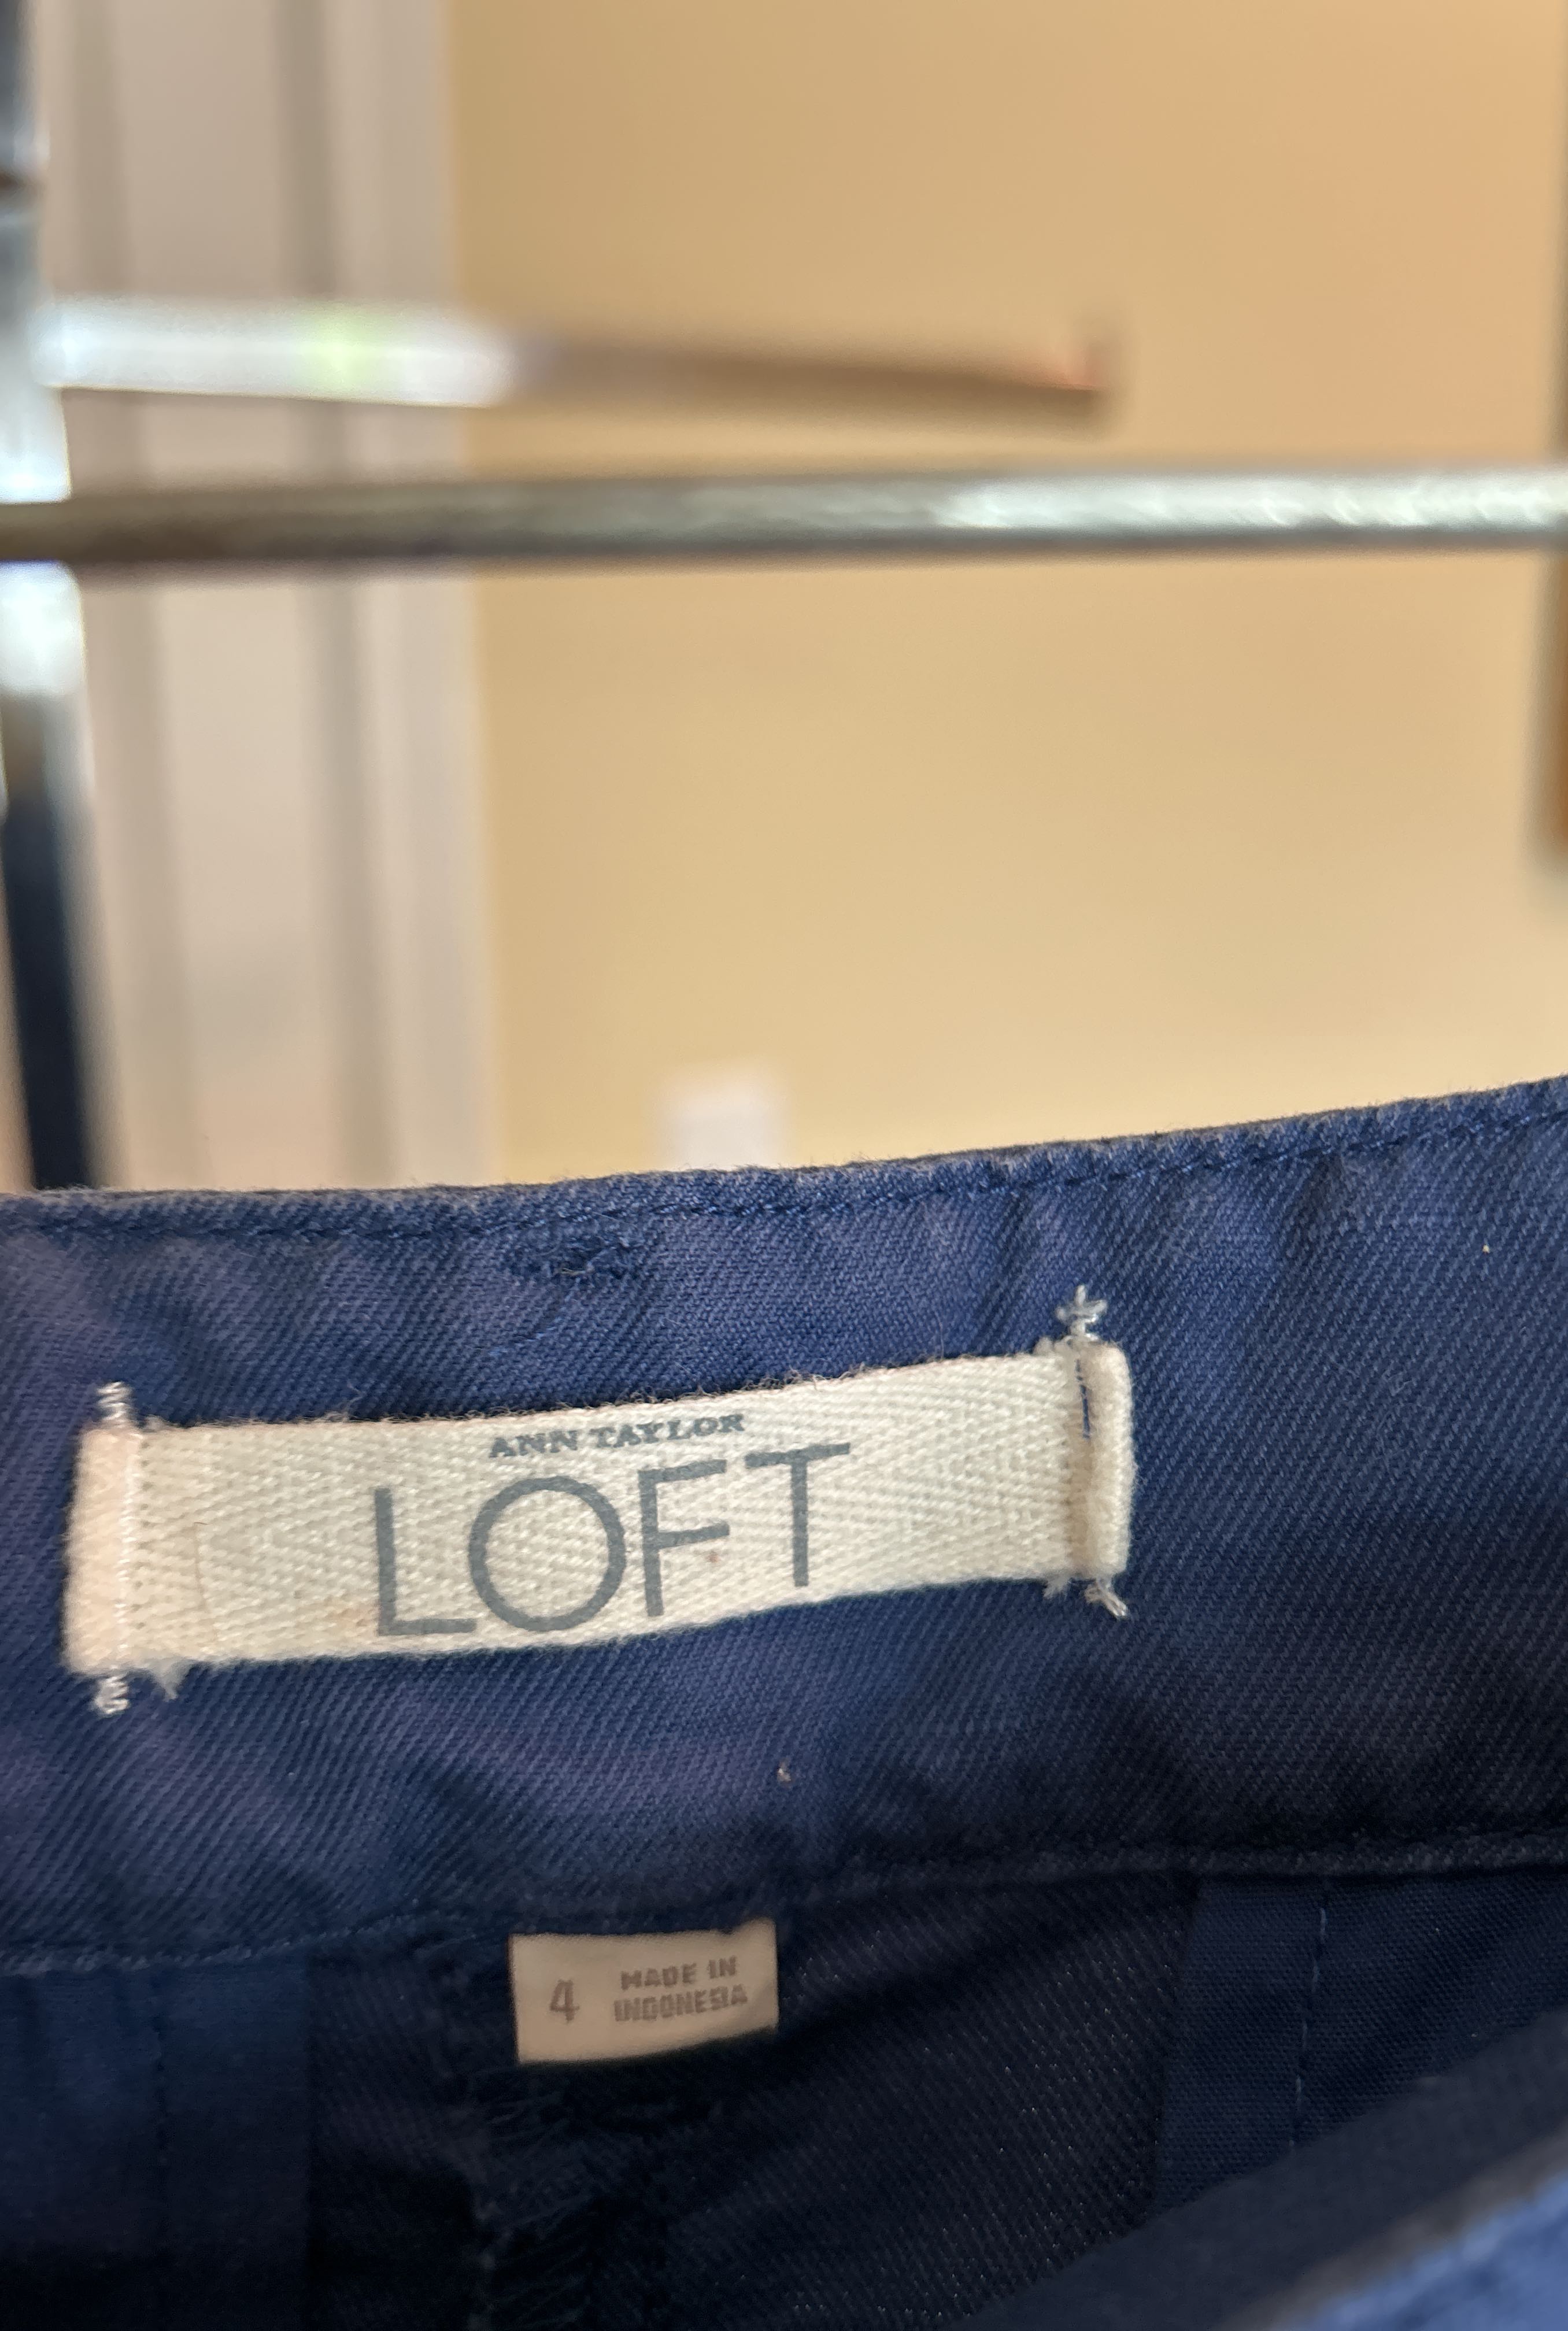 ANN TAYLOR
LOFT
4 MADE IN
INDONESIA